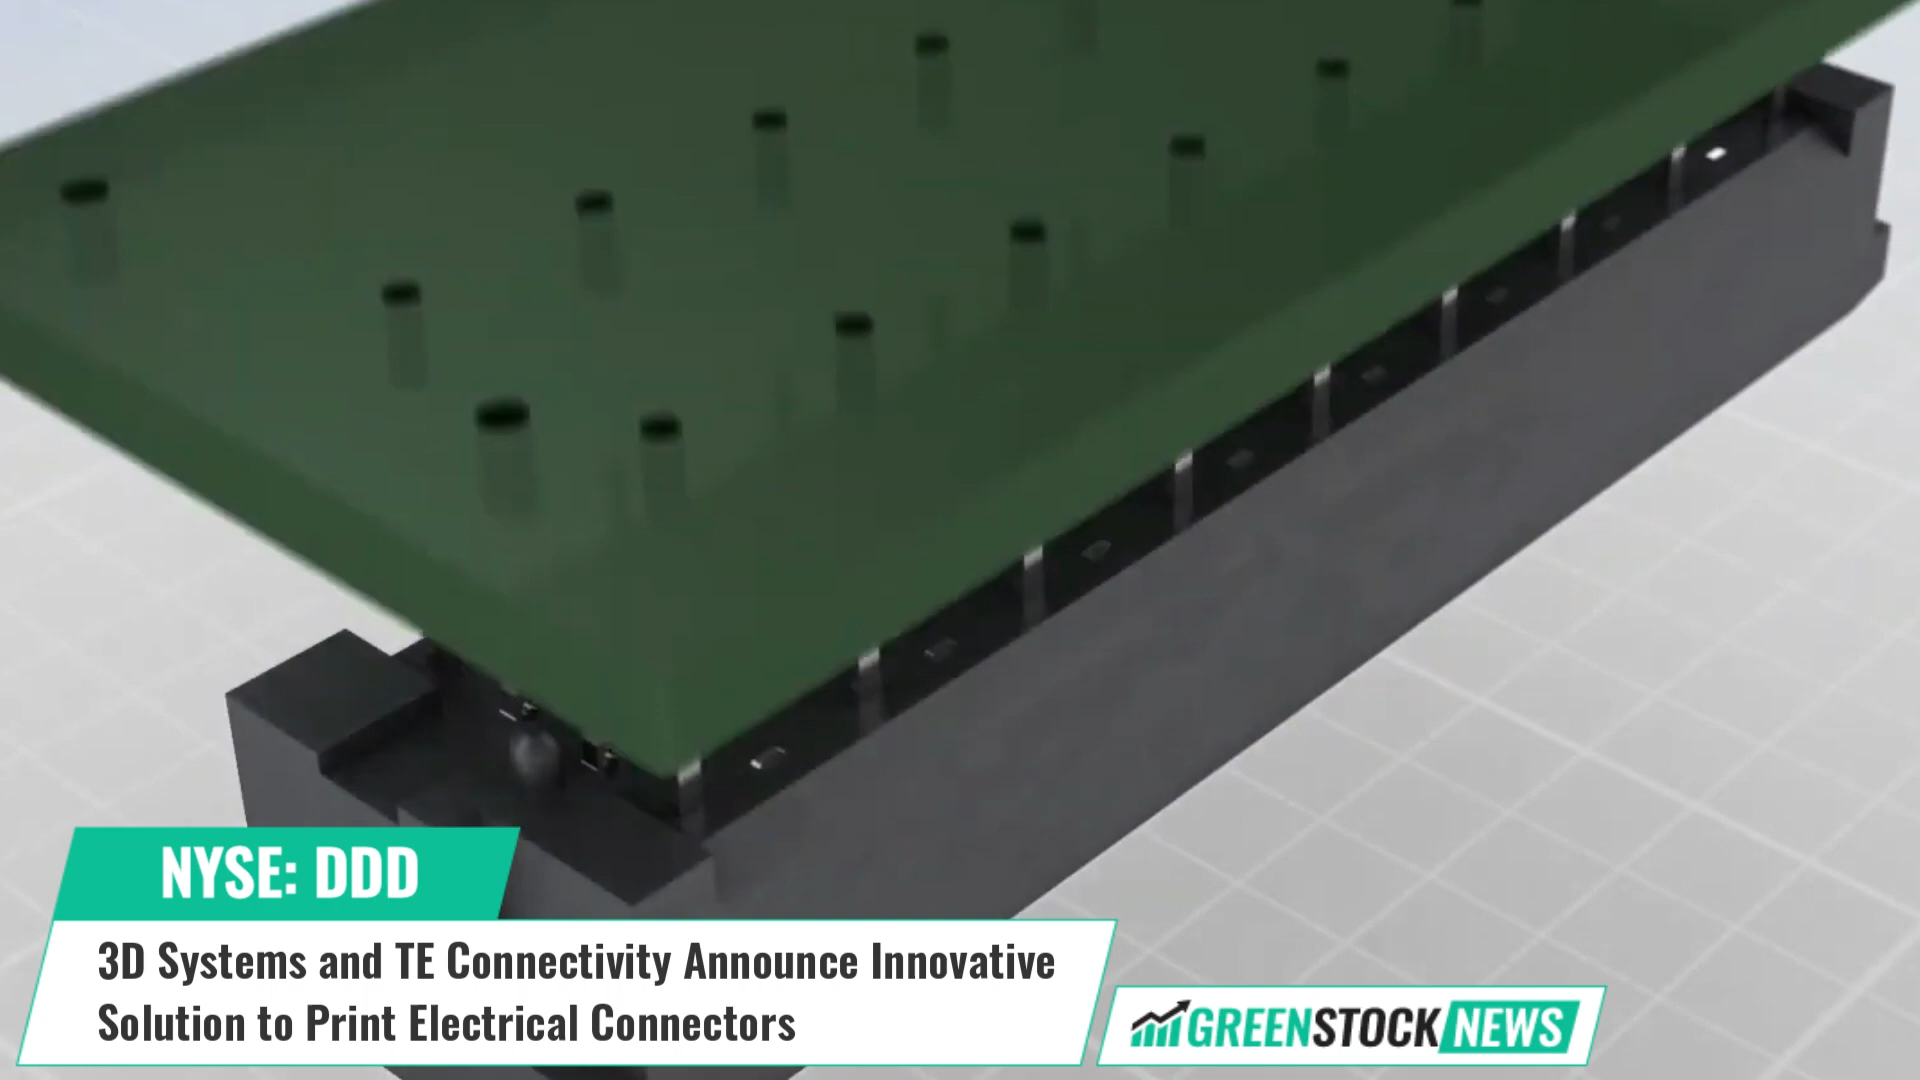 NYSE: DDD
3D Systems and TE Connectivity Announce Innovative
Solution to Print Electrical Connectors
GREENSTOCK NEWS